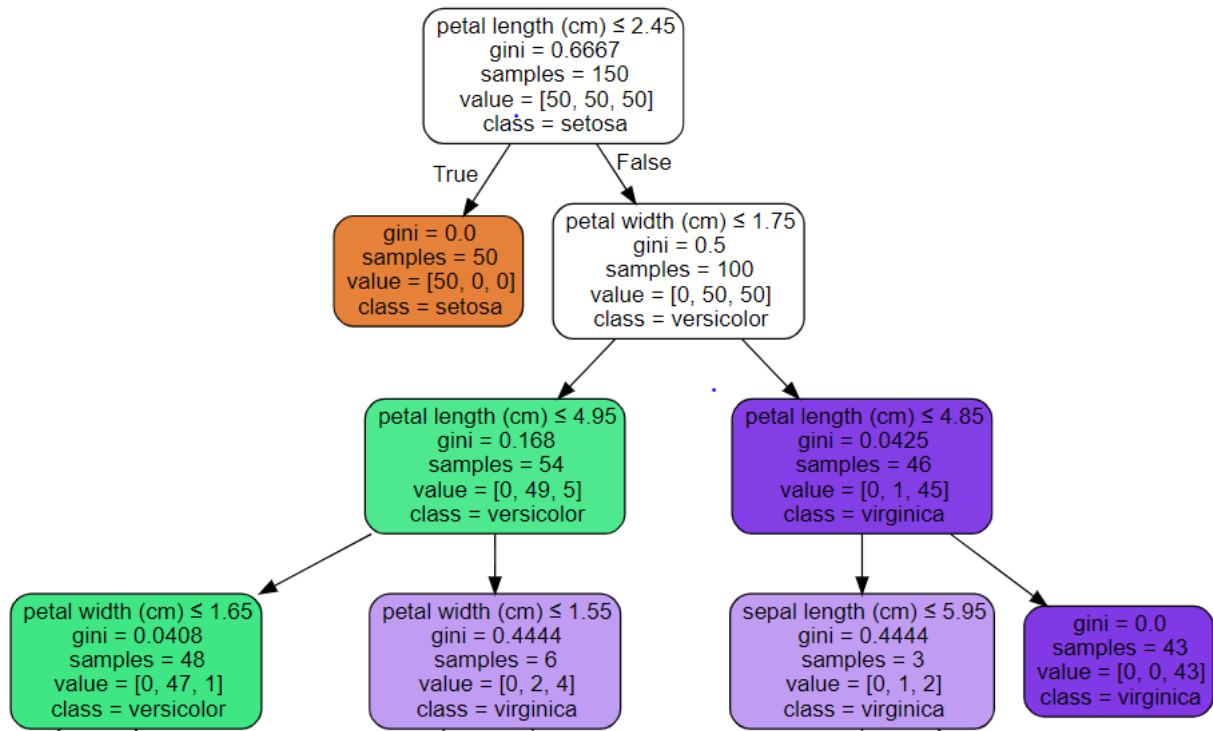 petal length (cm) ≤ 2.45
gini = 0.6667
samples = 150
value = [50, 50, 50]
class = setosa
True
False
gini = 0.0
samples = 50
value = [50, 0, 0]
class = setosa
petal width (cm) ≤ 1.75
gini = 0.5
samples = 100
value = [0, 50, 50]
class = versicolor
petal length (cm) ≤ 4.95
gini = 0.168
samples = 54
value = [0, 49, 5]
class = versicolor
petal length (cm) ≤ 4.85
gini = 0.0425
samples = 46
value = [0, 1, 45]
class = virginica
petal width (cm) ≤ 1.65
gini = 0.0408
samples = 48
value = [0, 47, 1]
class = versicolor
petal width (cm) ≤ 1.55
gini = 0.4444
samples = 6
value = [0, 2, 4]
class = virginica
sepal length (cm) ≤ 5.95
gini = 0.4444
samples = 3
value = [0, 1, 2]
class = virginica
gini = 0.0
samples = 43
value = [0, 0, 43]
class = virginica